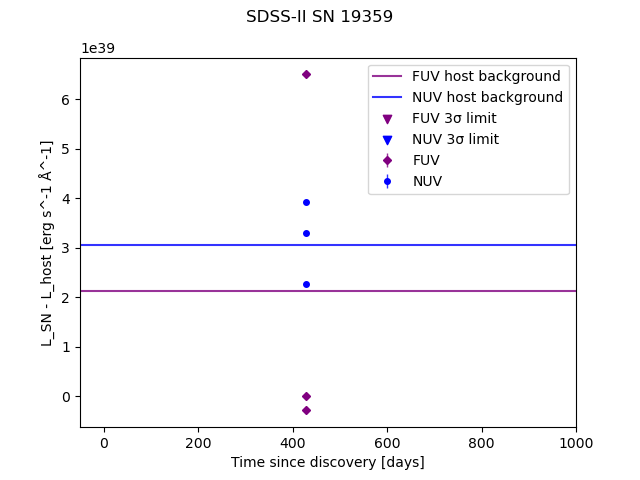 SDSS-II SN 19359
1e39
FUV host background
NUV host background
FUV 3σ limit
NUV 3σ limit
FUV
NUV
L_SN - L_host [erg s^-1 Å^-1]
6
5
4
3
2
1
0
0 200 400 600 800 1000
Time since discovery [days]